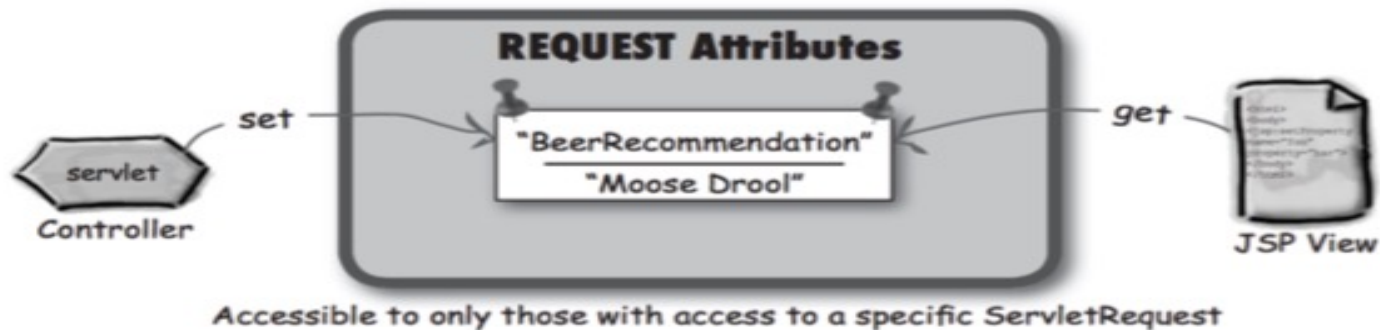 REQUEST Attributes
set
get
"BeerRecommendation"
"Moose Drool"
servlet
Controller
JSP View
Accessible to only those with access to a specific ServletRequest